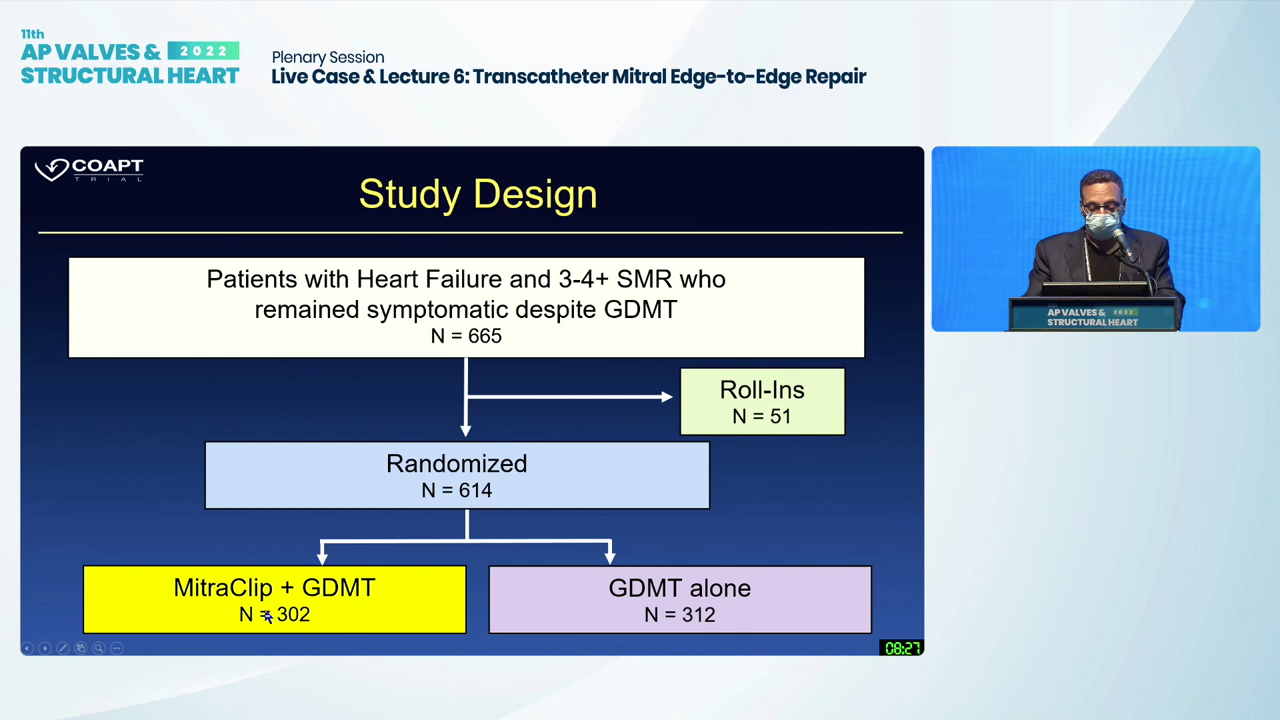 11th
AP VALVES & 2022
STRUCTURAL HEART
Plenary Session
Live Case & Lecture 6: Transcatheter Mitral Edge-to-Edge Repair
COAPT
TRIAL
Study Design
Patients with Heart Failure and 3-4+ SMR who
remained symptomatic despite GDMT
N = 665
Roll-Ins
N = 51
Randomized
N = 614
MitraClip + GDMT
N = 302
GDMT alone
N = 312
08:27
AP VALVES & 2022
STRUCTURAL HEART